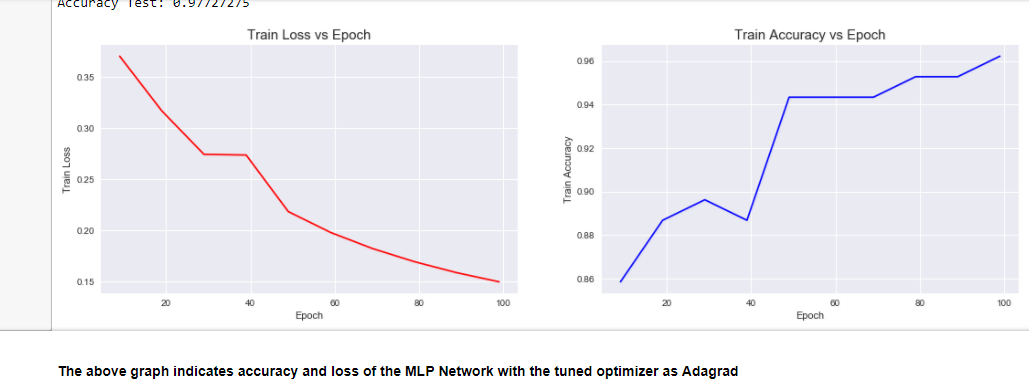 Accuracy Test: 0.97727275
Train Loss vs Epoch
0.35
0.30
0.25
0.20
0.15
Train Loss
20 40 60 80 100
Epoch
Train Accuracy vs Epoch
0.96
0.94
0.92
0.90
0.88
0.86
Train Accuracy
20 40 60 80 100
Epoch
The above graph indicates accuracy and loss of the MLP Network with the tuned optimizer as Adagrad